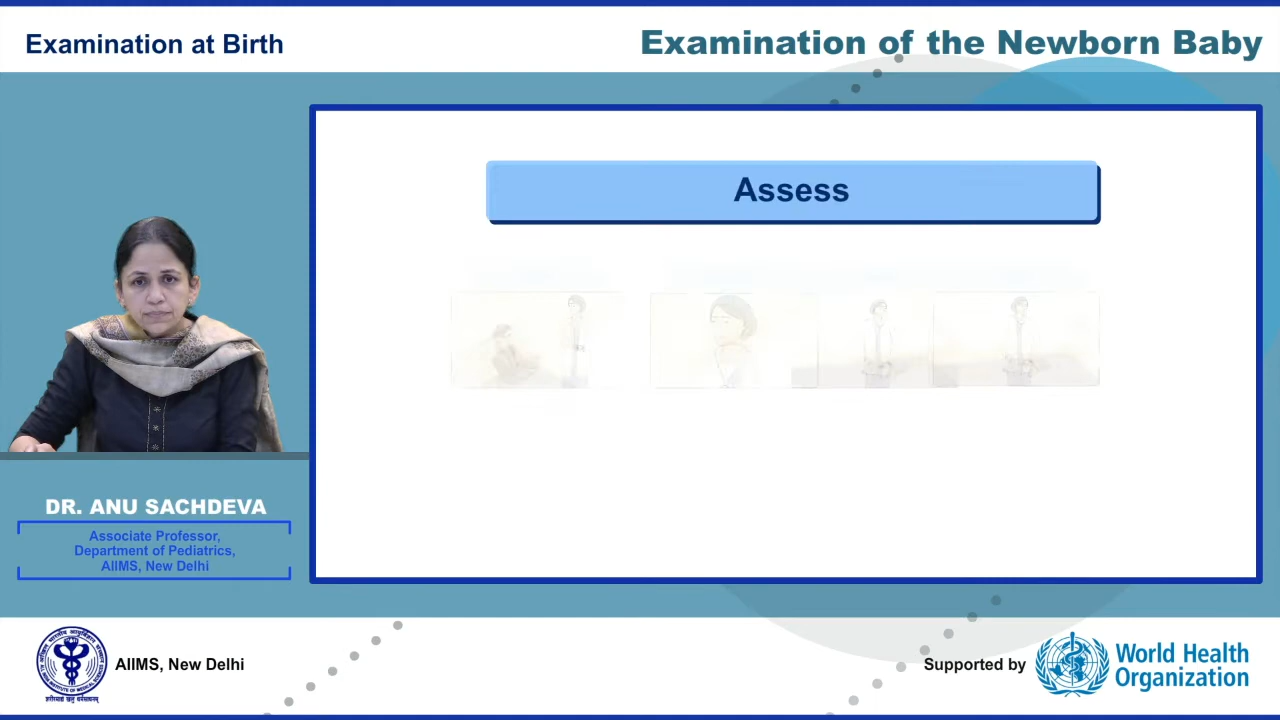 Examination at Birth
Examination of the Newborn Baby
Assess
DR. ANU SACHDEVA
Associate Professor,
Department of Pediatrics,
AIIMS, New Delhi
AIIMS, New Delhi
Supported by
World Health
Organization